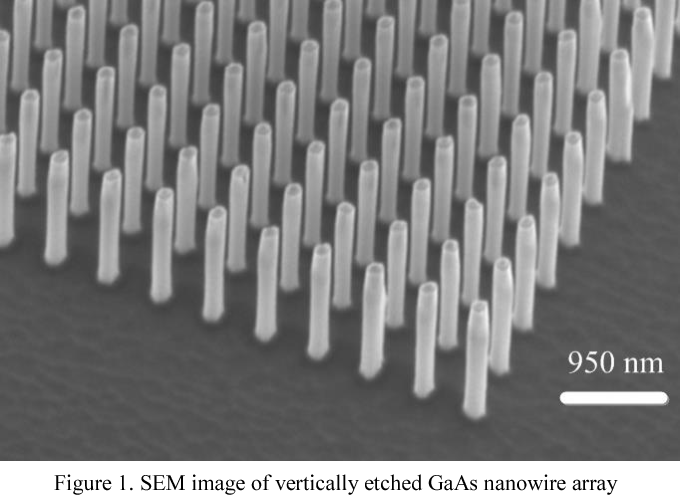 950 nm
Figure 1. SEM image of vertically etched GaAs nanowire array